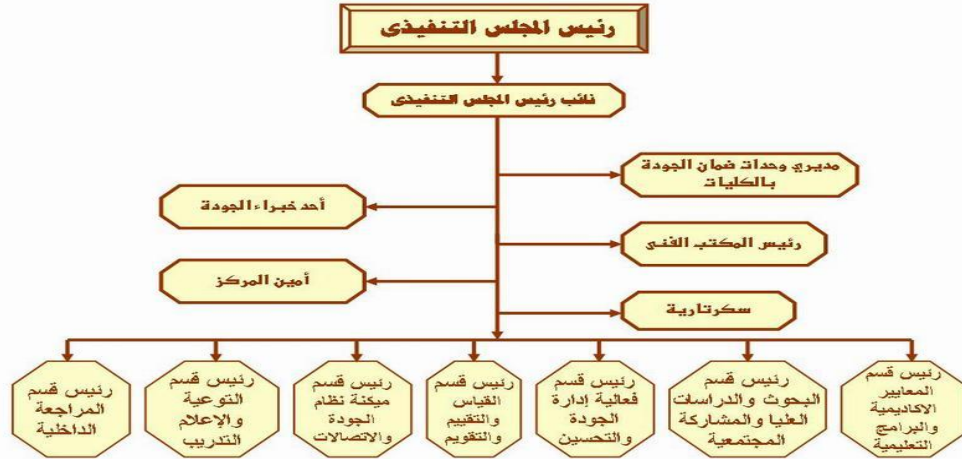 رئيس المجلس التنفيذى
نائب رئيس المجلس التنفيذى
مديري وحدات ضمان الجودة
بالكليات
أحد خبراء الجودة
رئيس المكتب الفنى
أمين المركز
سكرتارية
رئيس قسم
المعايير
الاكاديمية
والبرامج
التعليمية
رئيس قسم
البحوث والدراسات
العليا والمشاركة
المجتمعية
رئيس قسم
فعالية إدارة
الجودة
والتحسين
رئيس قسم
القياس
والتقييم
والتقويم
رئيس قسم
ميكنة نظم
الجودة
والاتصالات
رئيس قسم
التوعية
والإعلام
التدريب
رئيس قسم
المراجعة
الداخلية